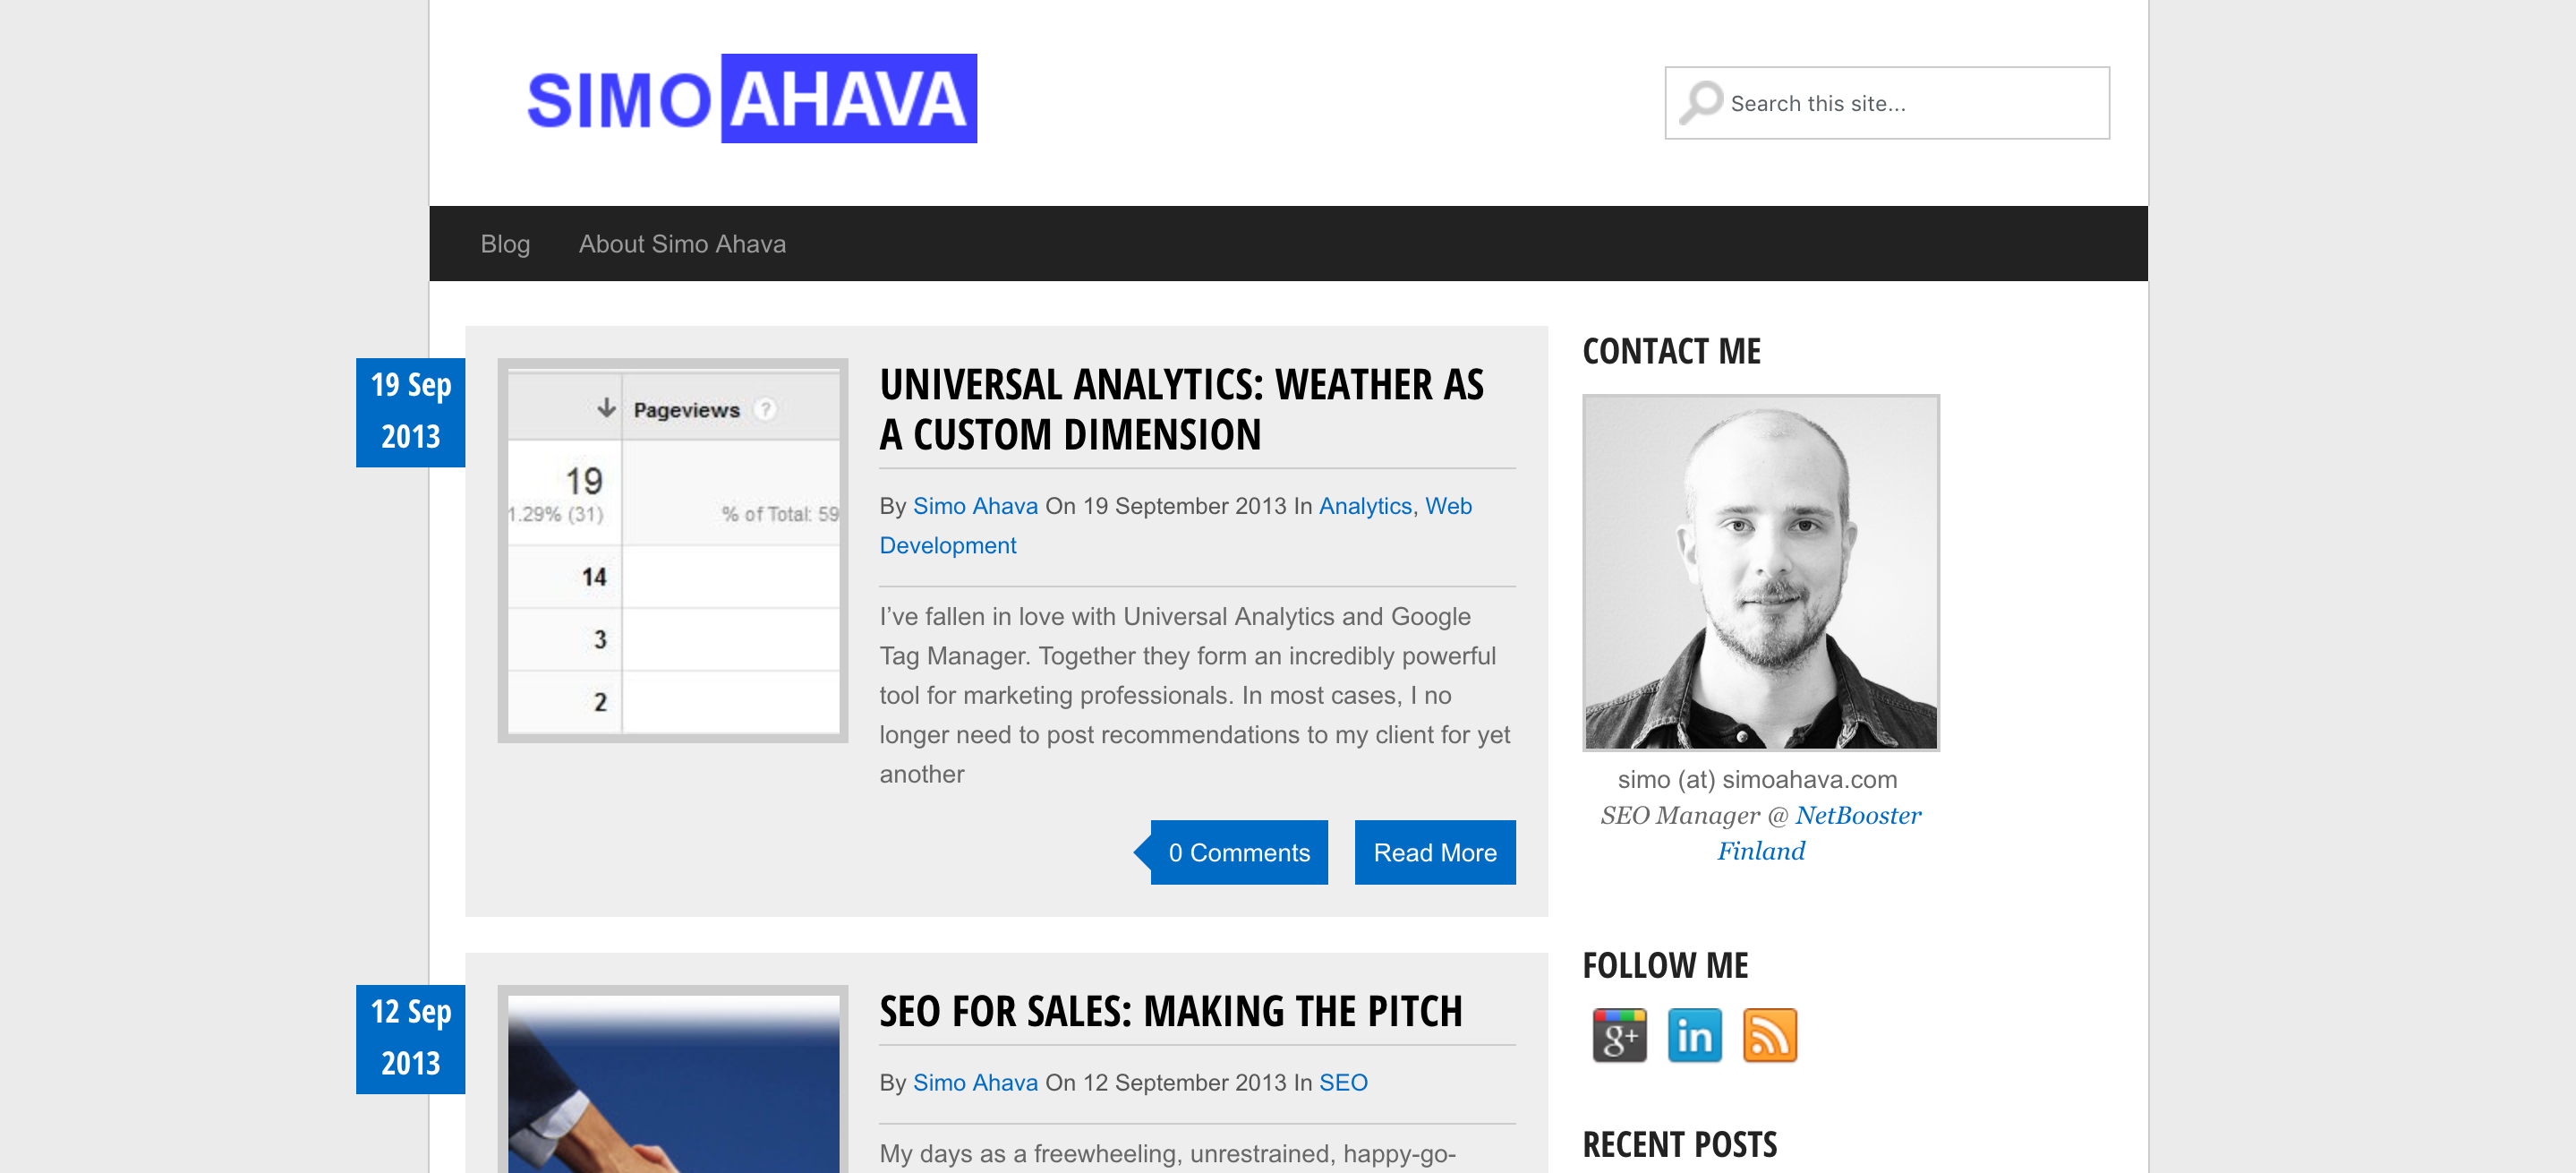 SIMO AHAVA
Search this site...
Blog
About Simo Ahava
19 Sep
2013
Pageviews ?
19
1.29% (31)
% of Total: 59
14
3
2
UNIVERSAL ANALYTICS: WEATHER AS
A CUSTOM DIMENSION
By Simo Ahava On 19 September 2013 In Analytics, Web
Development
I’ve fallen in love with Universal Analytics and Google
Tag Manager. Together they form an incredibly powerful
tool for marketing professionals. In most cases, I no
longer need to post recommendations to my client for yet
another
0 Comments
Read More
CONTACT ME
simo (at) simoahava.com
SEO Manager @ NetBooster
Finland
12 Sep
2013
SEO FOR SALES: MAKING THE PITCH
By Simo Ahava On 12 September 2013 In SEO
My days as a freewheeling, unrestrained, happy-go-
FOLLOW ME
g+
in
RECENT POSTS